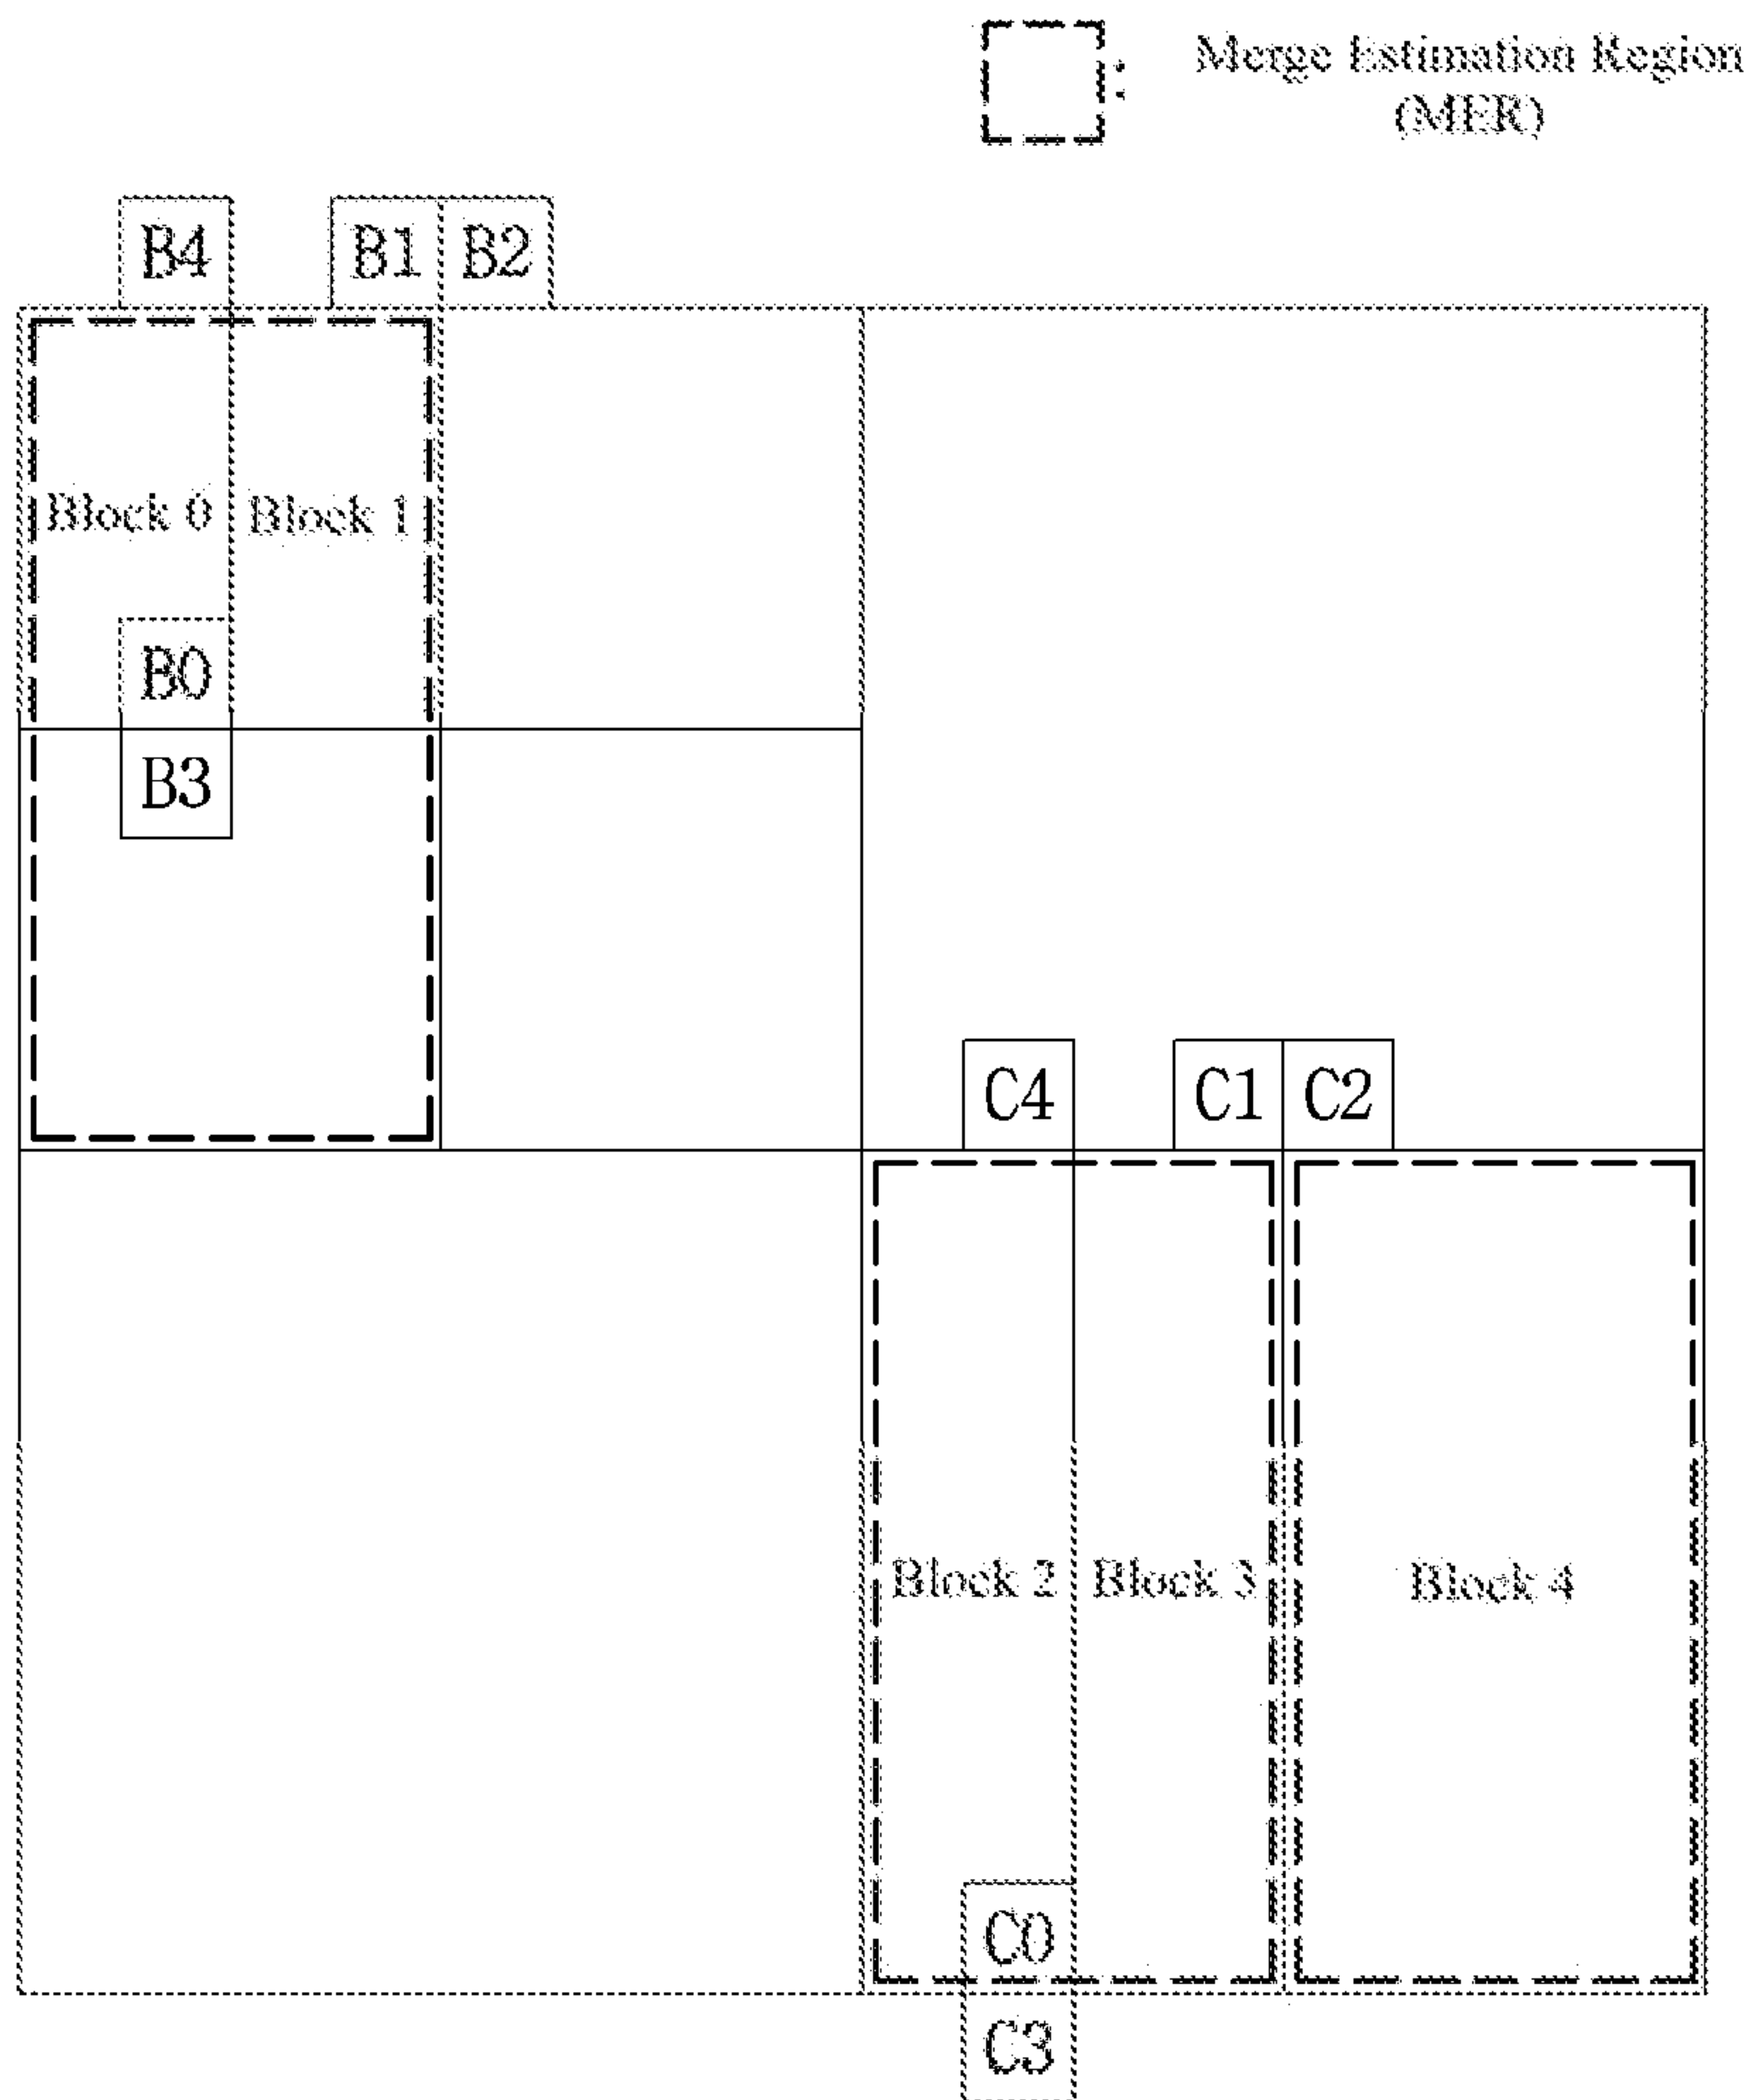 Merge Estimation Region
(MER)
:
B4 B1 B2
Block 0 Block 1
B0
B3
C4 C1 C2
Block 2 Block 3 Block 4
C0
C3